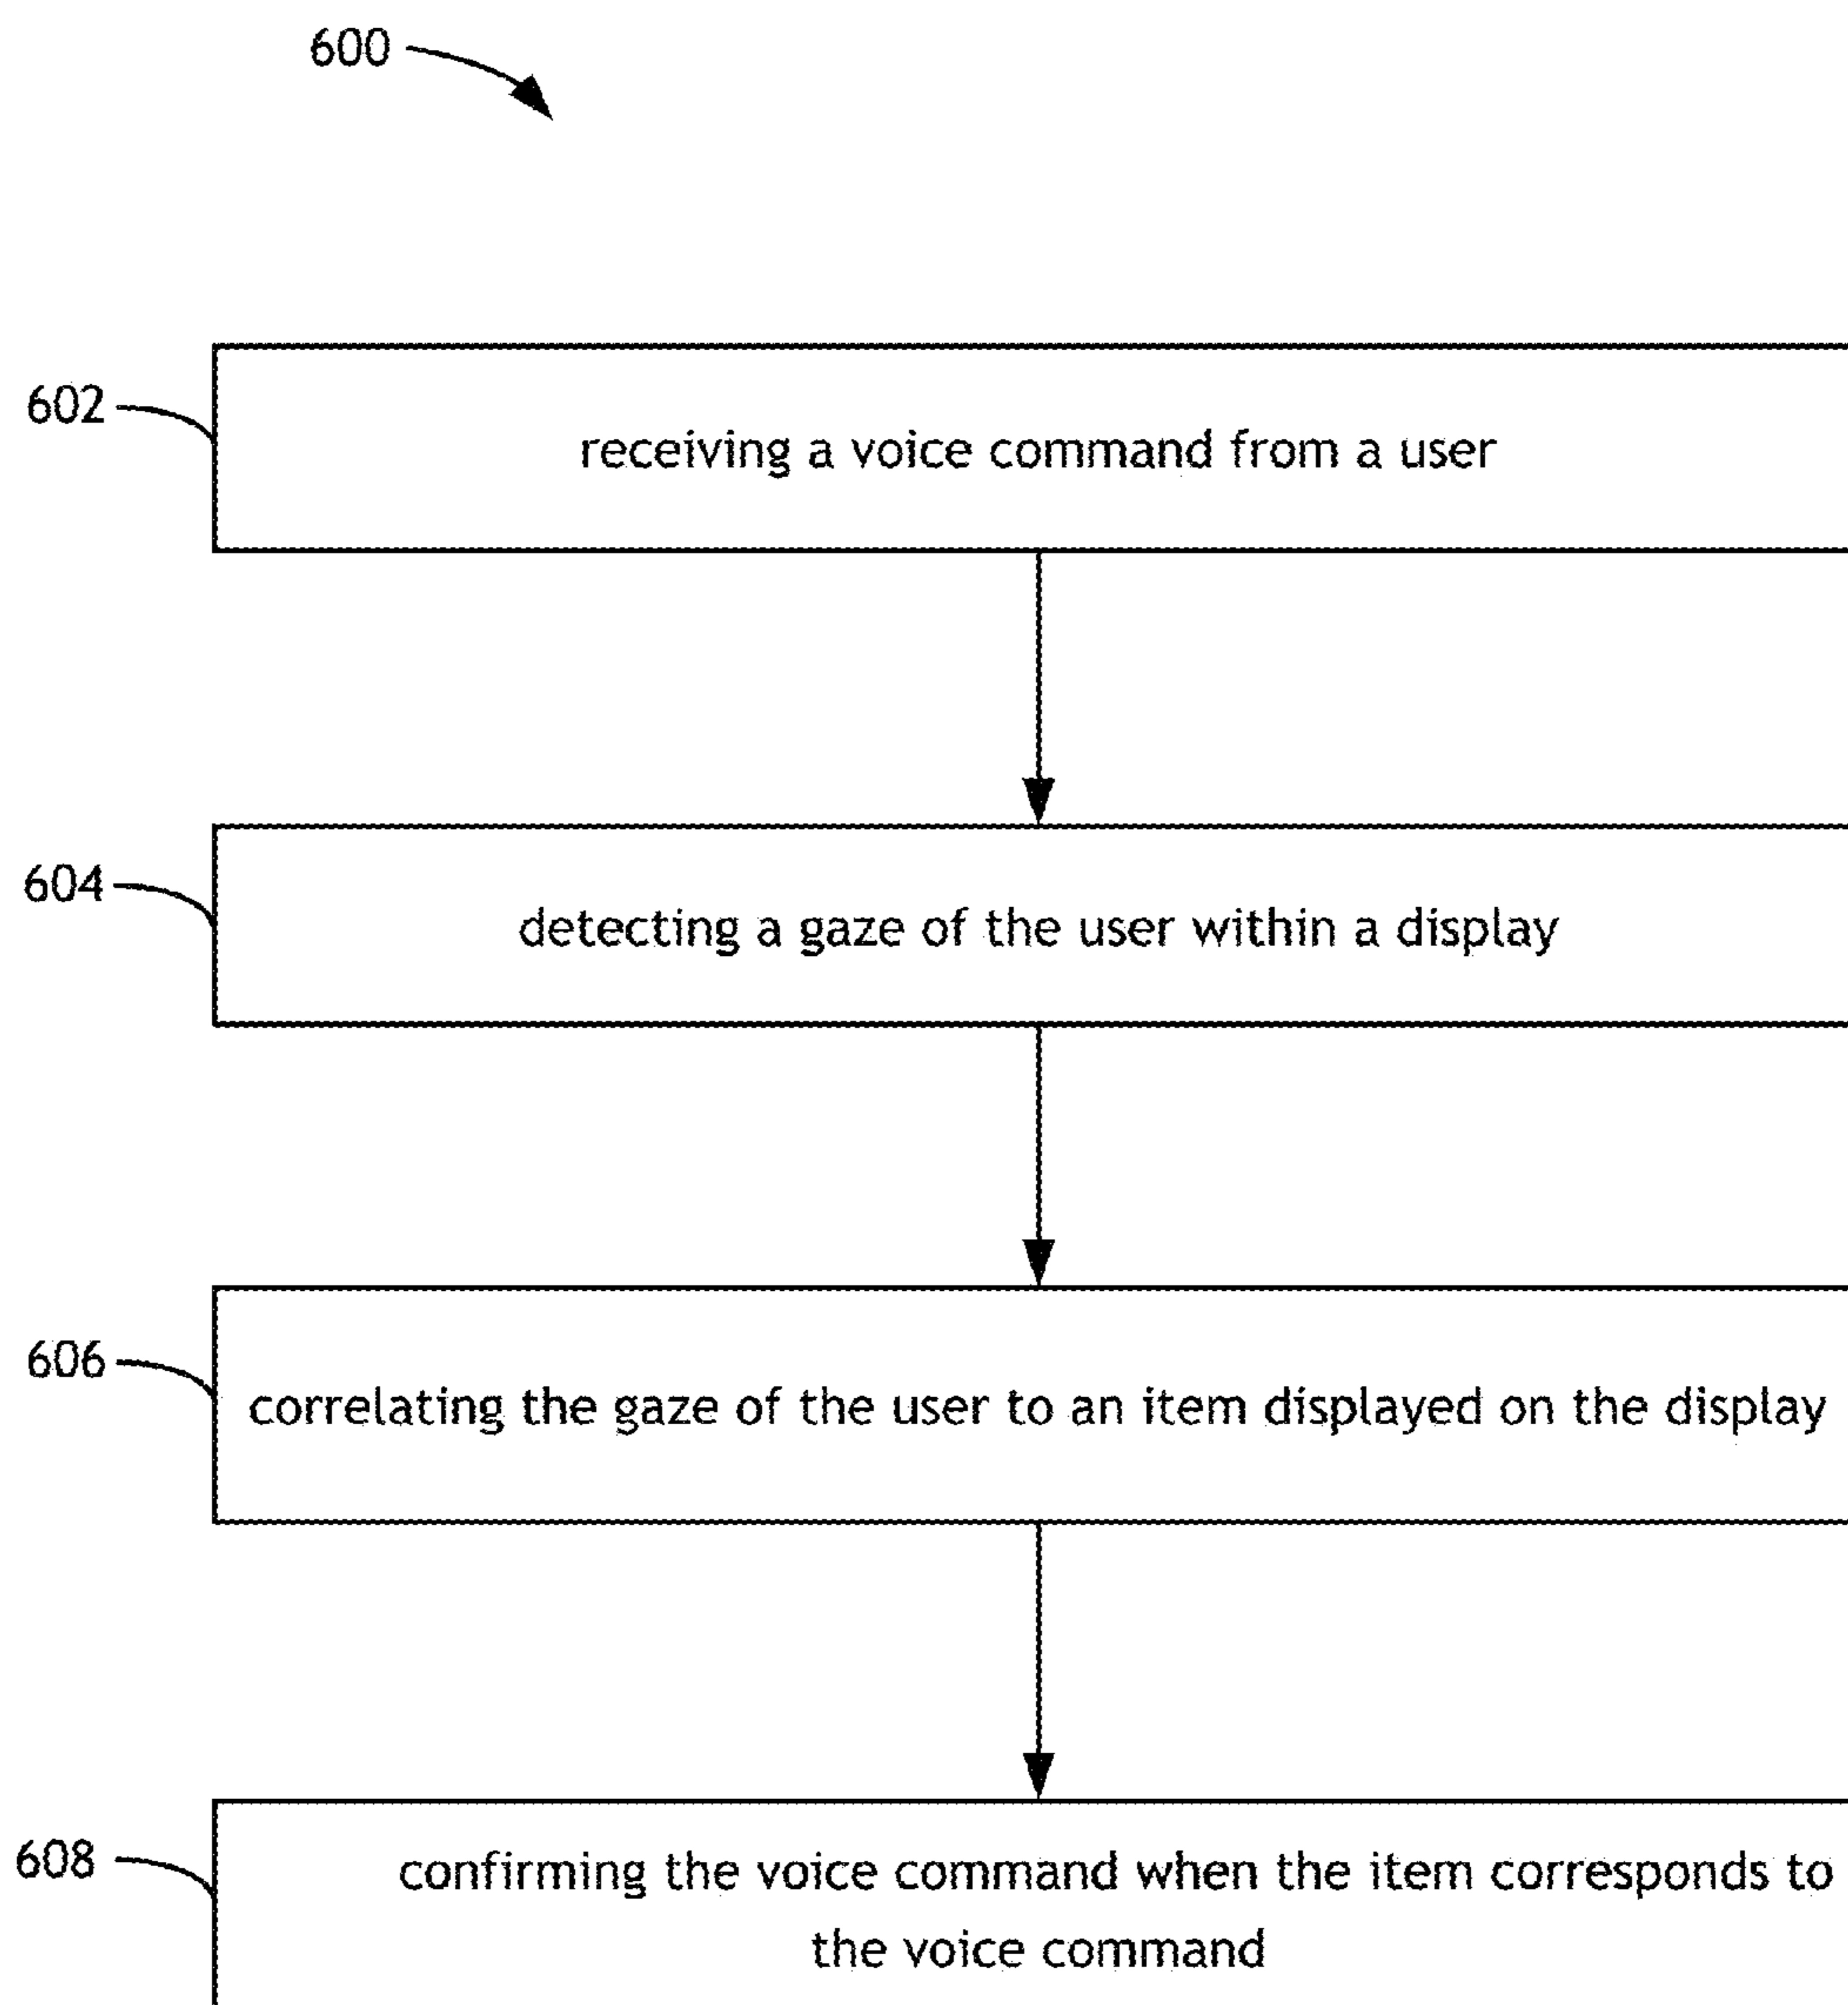 600
602
receiving a voice command from a user
604
detecting a gaze of the user within a display
606
correlating the gaze of the user to an item displayed on the display
608
confirming the voice command when the item corresponds to
the voice command